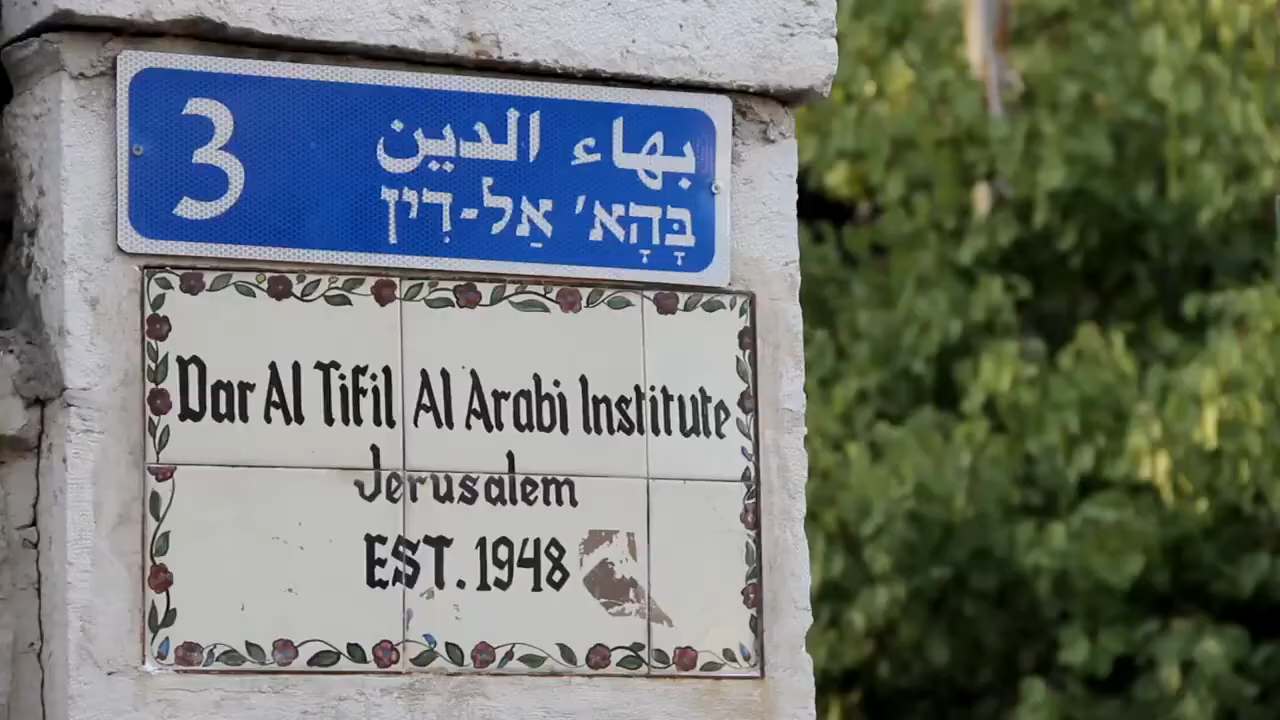 3
بهاء الدين
בָּהָא' אַל-דִין
Dar Al Tifil Al Arabi Institute
Jerusalem
EST. 1948